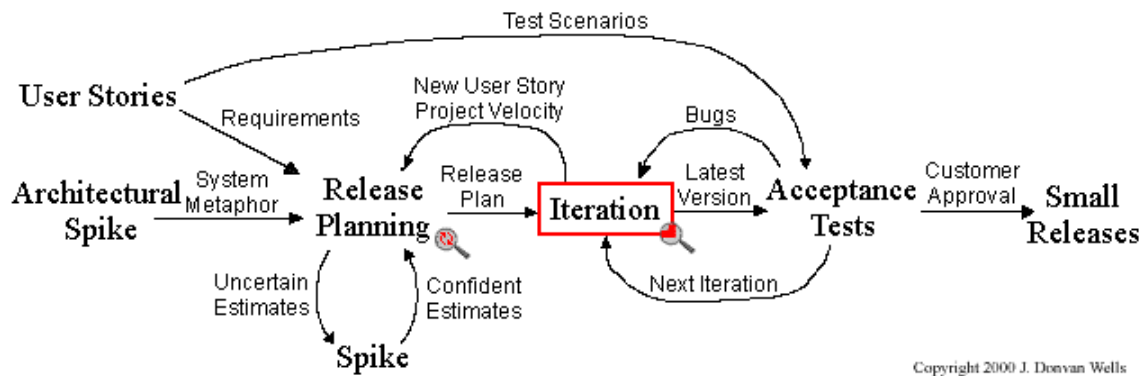 Test Scenarios
User Stories
New User Story
Project Velocity
Requirements
Bugs
Architectural
Spike
System
Metaphor
Release
Planning
Release
Plan
Iteration
Latest
Version
Acceptance
Tests
Customer
Approval
Small
Releases
Uncertain
Estimates
Confident
Estimates
Next Iteration
Spike
Copyright 2000 J. Donvan Wells